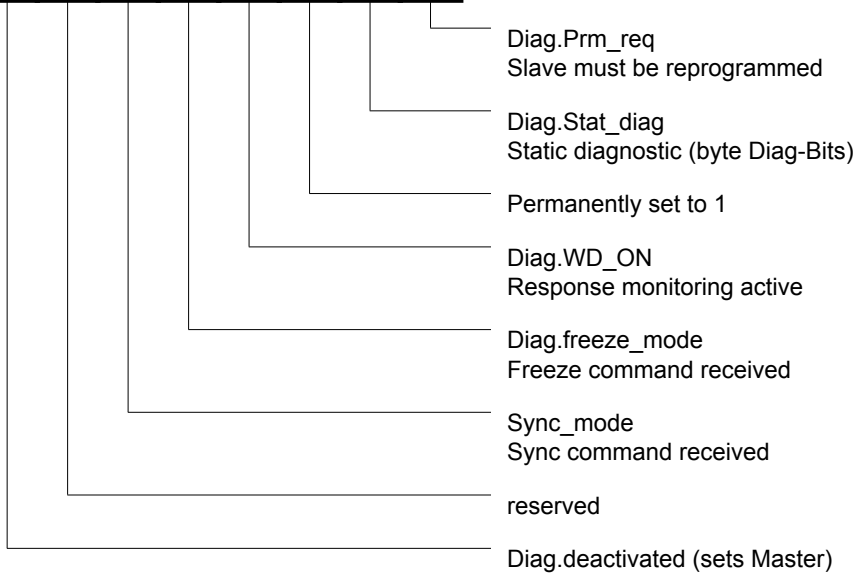 Diag.Prm_req
Slave must be reprogrammed
Diag.Stat_diag
Static diagnostic (byte Diag-Bits)
Permanently set to 1
Diag.WD_ON
Response monitoring active
Diag.freeze_mode
Freeze command received
Sync_mode
Sync command received
reserved
Diag.deactivated (sets Master)